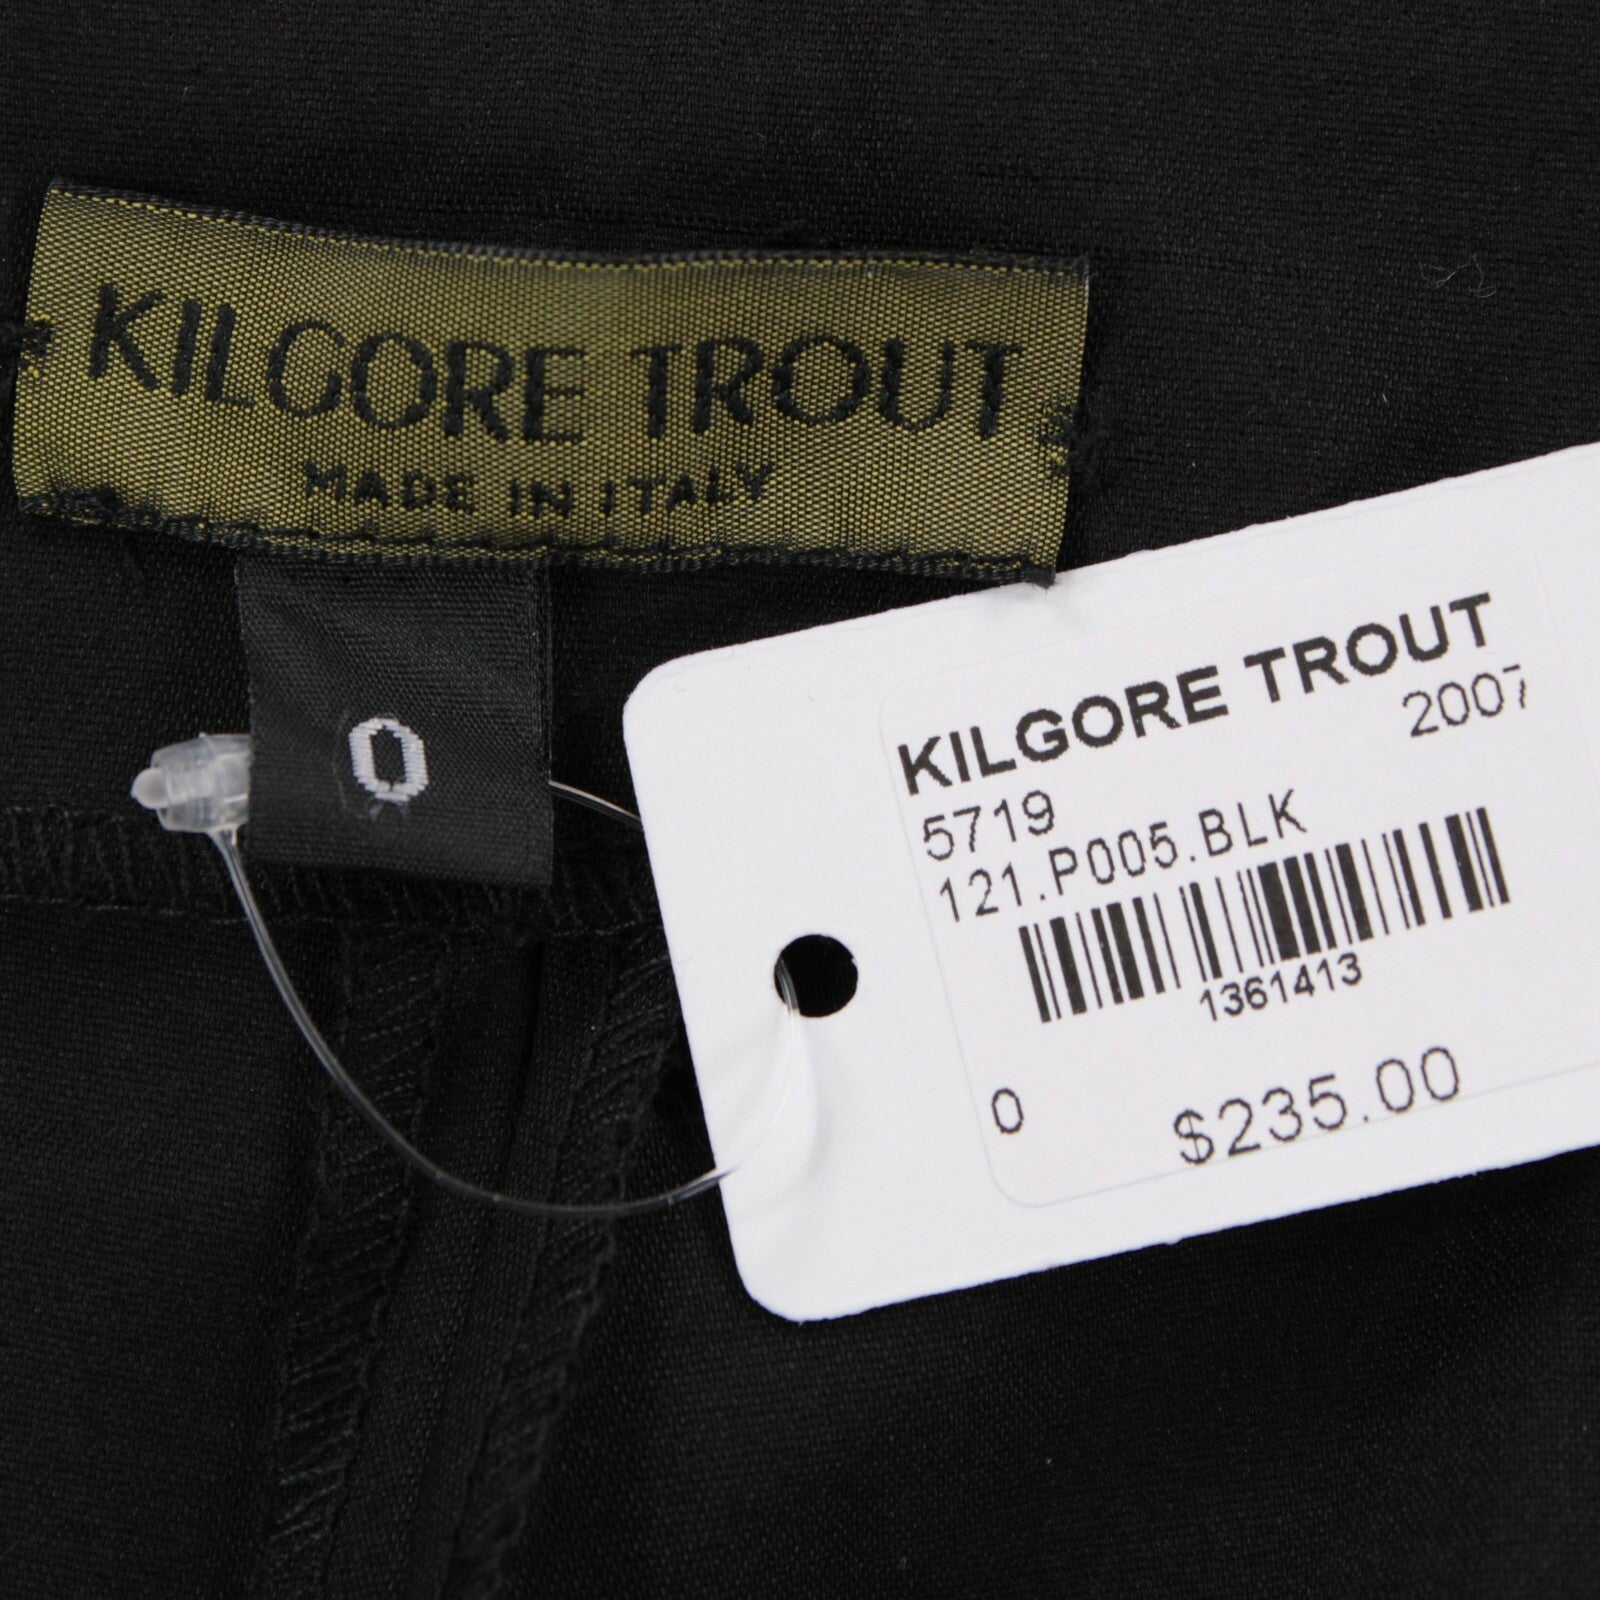 KILGORE TROUT
MADE IN ITALY
0
KILGORE TROUT
2007
5719
121.P005.BLK
1361413
0
$235.00